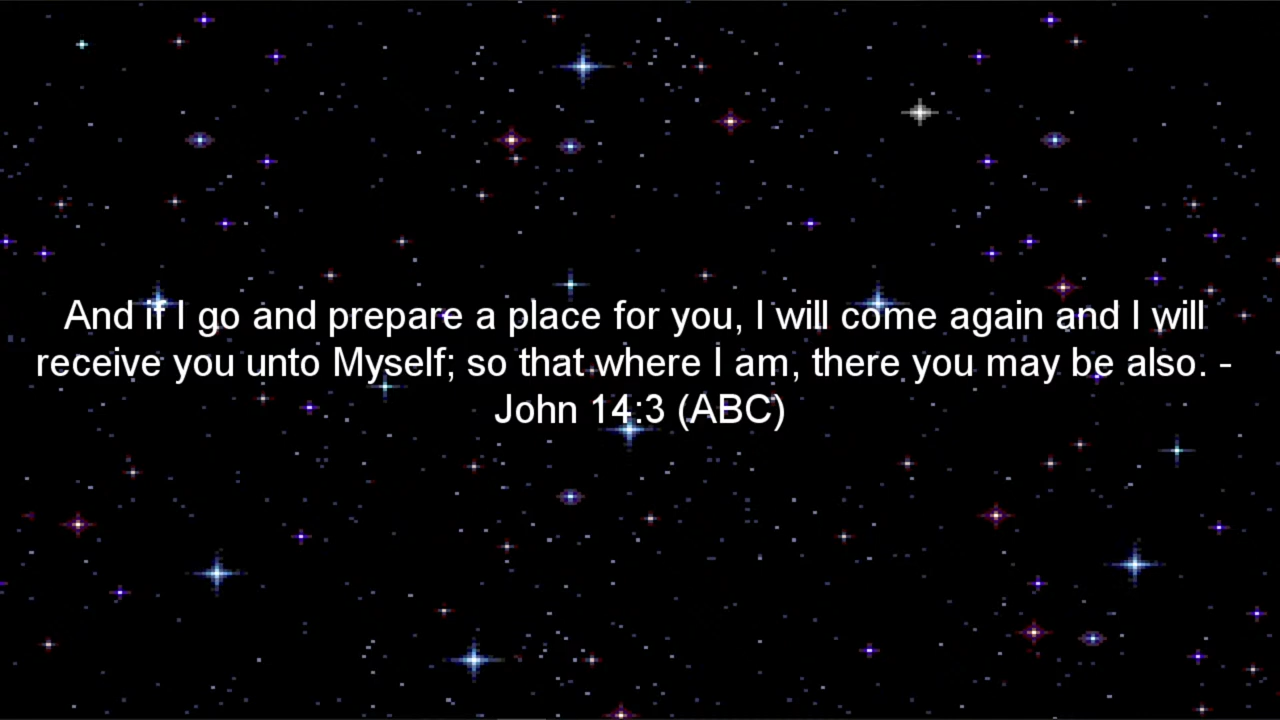 And if I go and prepare a place for you, I will come again and I will
receive you unto Myself; so that where I am, there you may be also. -
John 14:3 (ABC)